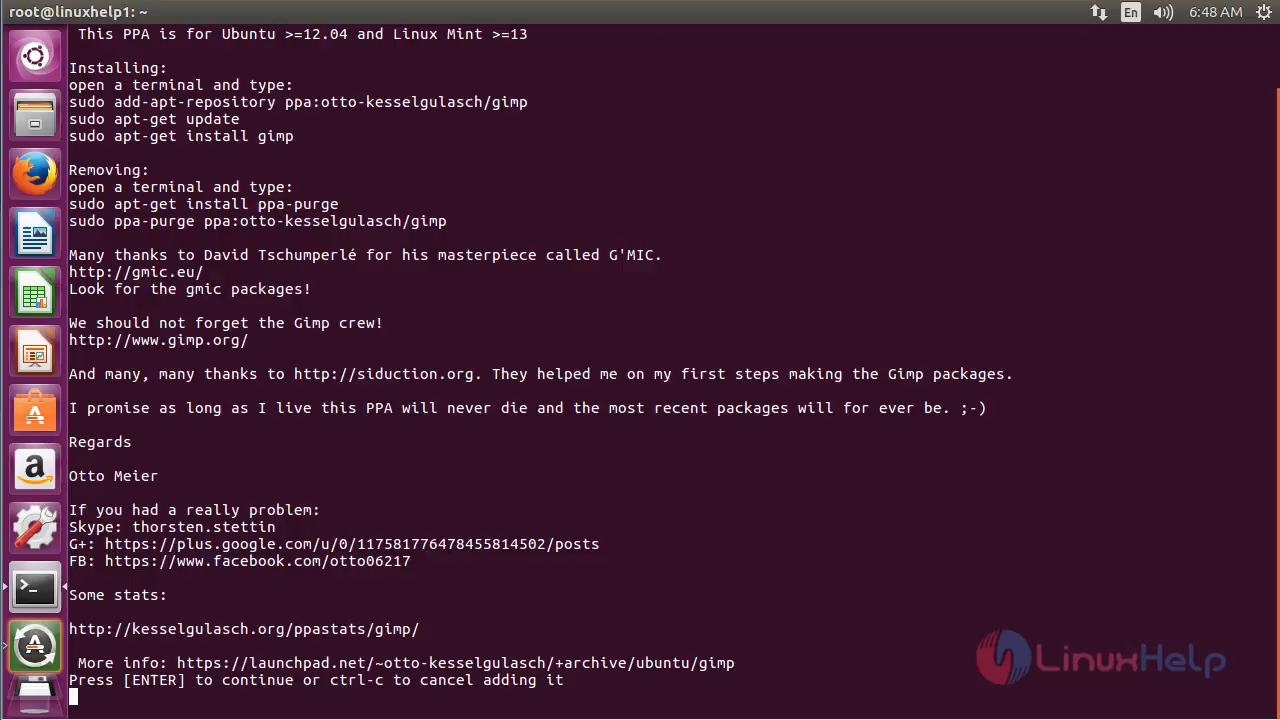 root@linuxhelp1: ~
En
6:48 AM
This PPA is for Ubuntu >=12.04 and Linux Mint >=13
Installing:
open a terminal and type:
sudo add-apt-repository ppa:otto-kesselgulasch/gimp
sudo apt-get update
sudo apt-get install gimp
Removing:
open a terminal and type:
sudo apt-get install ppa-purge
sudo ppa-purge ppa:otto-kesselgulasch/gimp
Many thanks to David Tschumperlé for his masterpiece called G'MIC.
http://gmic.eu/
Look for the gmic packages!
We should not forget the Gimp crew!
http://www.gimp.org/
And many, many thanks to http://siduction.org. They helped me on my first steps making the Gimp packages.
I promise as long as I live this PPA will never die and the most recent packages will for ever be. ;-)
Regards
Otto Meier
If you had a really problem:
Skype: thorsten.stettin
G+: https://plus.google.com/u/0/117581776478455814502/posts
FB: https://www.facebook.com/otto06217
Some stats:
http://kesselgulasch.org/ppastats/gimp/
More info: https://launchpad.net/~otto-kesselgulasch/+archive/ubuntu/gimp
Press [ENTER] to continue or ctrl-c to cancel adding it
LinuxHelp